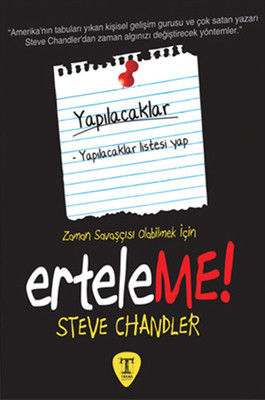 “Amerika’nın tabuları yıkan kişisel gelişim gurusu ve çok satan yazarı
Steve Chandler’dan zaman algınızı değiştirecek yöntemler.”
Yapılacaklar
- Yapılacaklar listesi yap
Zaman Savaşçısı Olabilmek İçin
erteleME!
STEVE CHANDLER
T